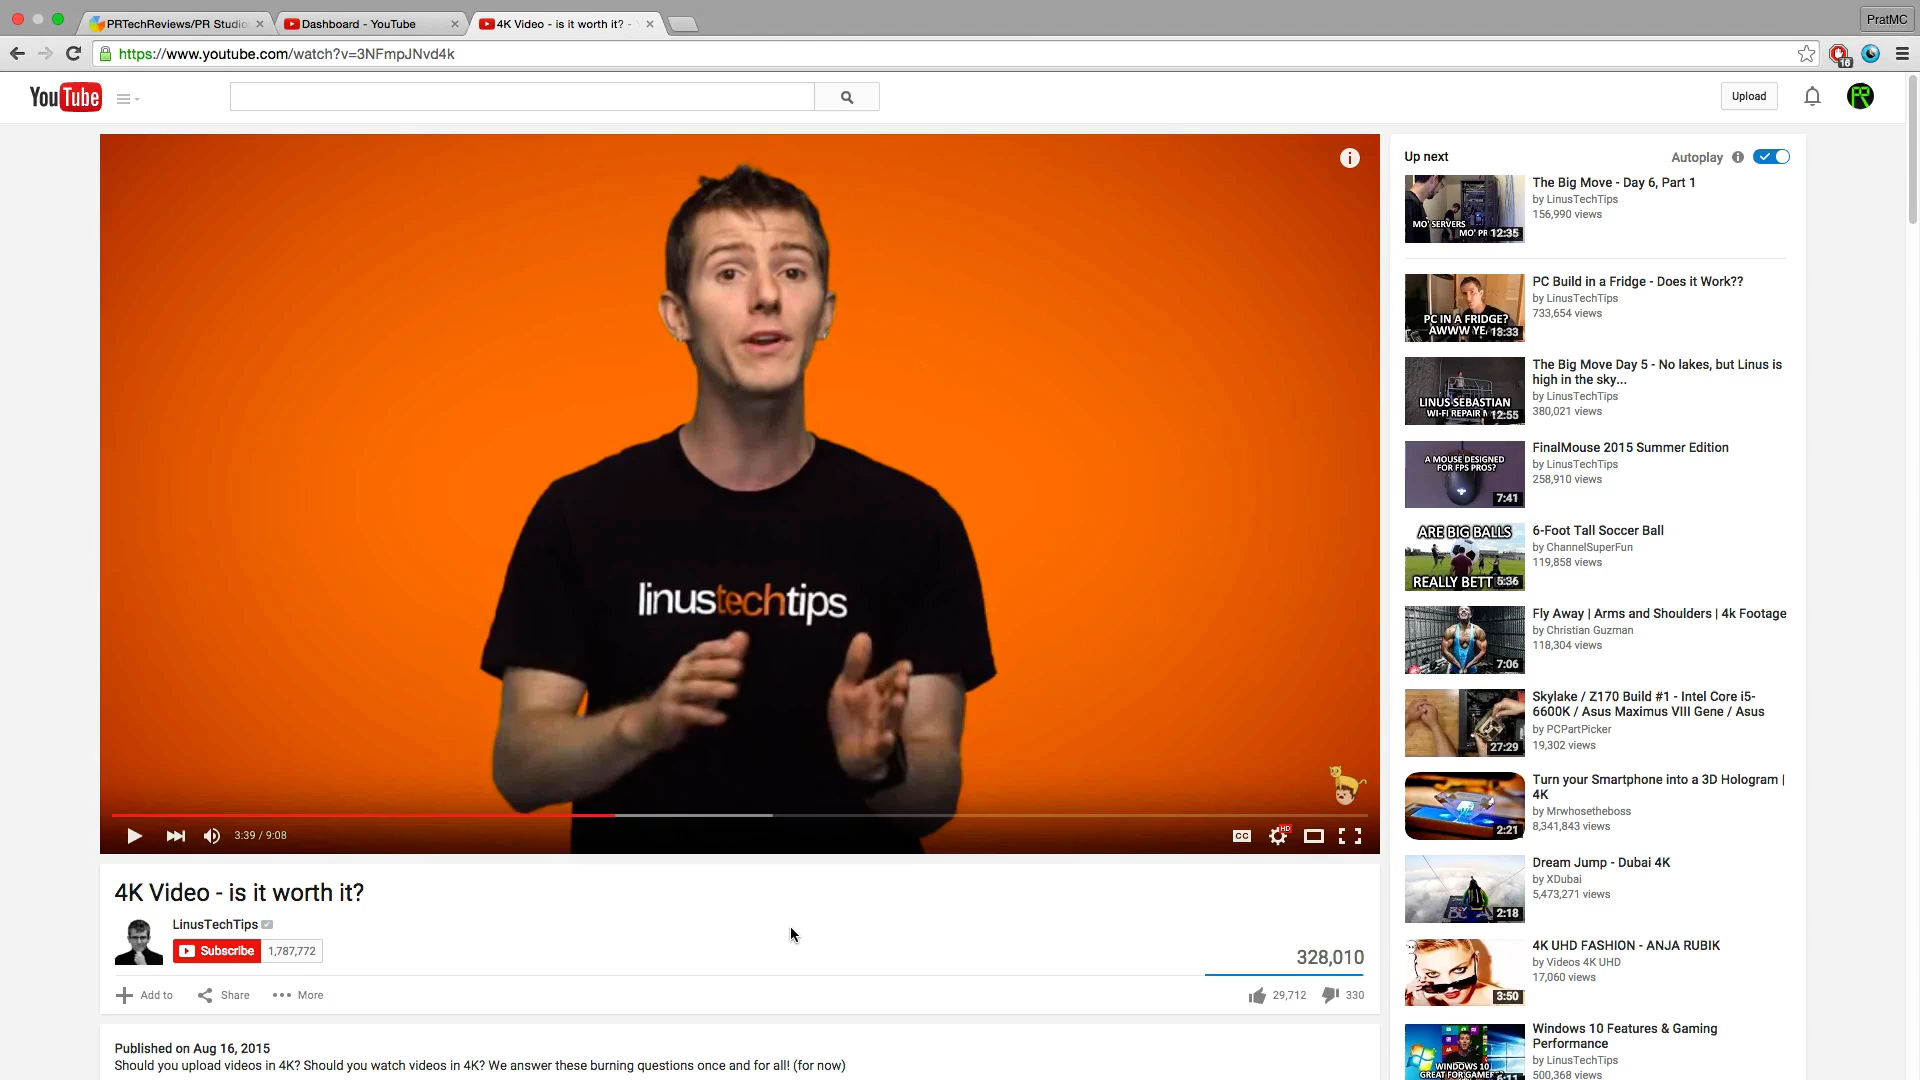 PRTechReviews/PR Studio
Dashboard - YouTube
4K Video - is it worth it? -
PratMC
https://www.youtube.com/watch?v=3NFmpJNvd4k
16
YouTube
Upload
PR
linustechtips
3:39 / 9:08
CC
HD
4K Video - is it worth it?
LinusTechTips
Subscribe 1,787,772
328,010
Add to
Share
More
29,712
330
Published on Aug 16, 2015
Should you upload videos in 4K? Should you watch videos in 4K? We answer these burning questions once and for all! (for now)
Up next
Autoplay
MO' SERVERS
MO' PR
12:35
The Big Move - Day 6, Part 1
by LinusTechTips
156,990 views
PC IN A FRIDGE?
AWWW YE
13:33
PC Build in a Fridge - Does it Work??
by LinusTechTips
733,654 views
LINUS SEBASTIAN
WI-FI REPAIR
12:55
The Big Move Day 5 - No lakes, but Linus is
high in the sky...
by LinusTechTips
380,021 views
A MOUSE DESIGNED
FOR FPS PROS?
7:41
FinalMouse 2015 Summer Edition
by LinusTechTips
258,910 views
ARE BIG BALLS
REALLY BETT
5:36
6-Foot Tall Soccer Ball
by ChannelSuperFun
119,858 views
7:06
Fly Away | Arms and Shoulders | 4k Footage
by Christian Guzman
118,304 views
27:29
Skylake / Z170 Build #1 - Intel Core i5-
6600K / Asus Maximus VIII Gene / Asus
by PCPartPicker
19,302 views
2:21
Turn your Smartphone into a 3D Hologram |
4K
by Mrwhosetheboss
8,341,843 views
2:18
Dream Jump - Dubai 4K
by XDubai
5,473,271 views
3:50
4K UHD FASHION - ANJA RUBIK
by Videos 4K UHD
17,060 views
WINDOWS 10
GREAT FOR GAMER
6:11
Windows 10 Features & Gaming
Performance
by LinusTechTips
500,368 views